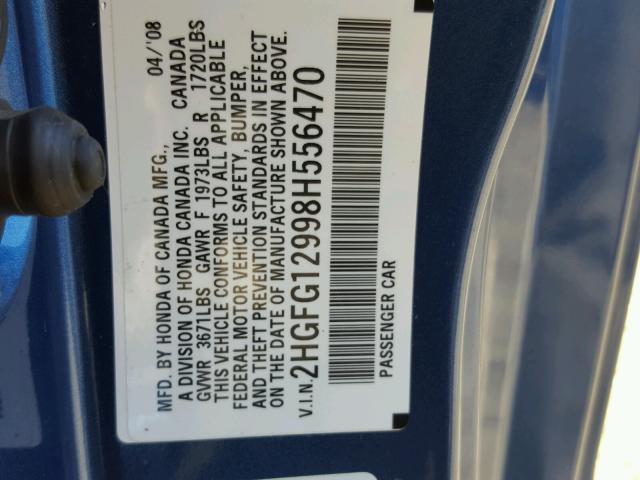 MFD. BY HONDA OF CANADA MFG., 04/'08
A DIVISION OF HONDA CANADA INC. CANADA
GVWR 3671LBS GAWR F 1973LBS R 1720LBS
THIS VEHICLE CONFORMS TO ALL APPLICABLE
FEDERAL MOTOR VEHICLE SAFETY, BUMPER,
AND THEFT PREVENTION STANDARDS IN EFFECT
ON THE DATE OF MANUFACTURE SHOWN ABOVE.
V.I.N. 2HGFG12998H556470
PASSENGER CAR